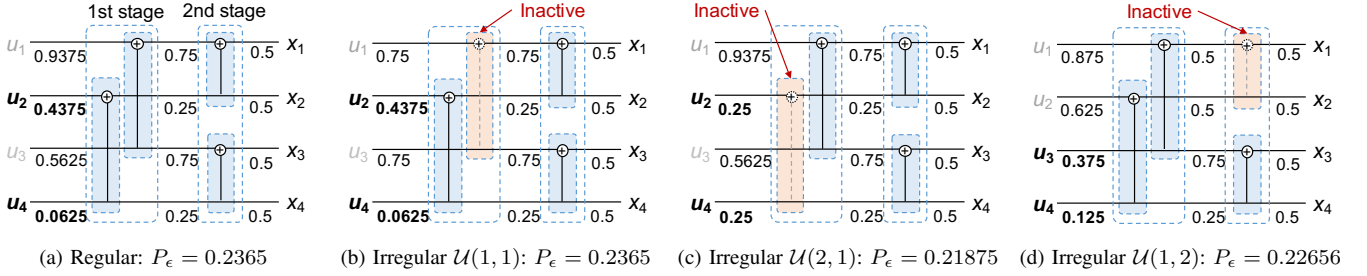 1st stage 2nd stage
u1 0.9375 0.75 0.5 x1
u2 0.4375 0.25 0.5 x2
u3 0.5625 0.75 0.5 x3
u4 0.0625 0.25 0.5 x4
(a) Regular: Pϵ = 0.2365
Inactive
u1 0.75 0.75 0.5 x1
u2 0.4375 0.25 0.5 x2
u3 0.75 0.75 0.5 x3
u4 0.0625 0.25 0.5 x4
(b) Irregular U(1, 1): Pϵ = 0.2365
Inactive
u1 0.9375 0.75 0.5 x1
u2 0.25 0.25 0.5 x2
u3 0.5625 0.75 0.5 x3
u4 0.25 0.25 0.5 x4
(c) Irregular U(2, 1): Pϵ = 0.21875
Inactive
u1 0.875 0.5 0.5 x1
u2 0.625 0.5 0.5 x2
u3 0.375 0.75 0.5 x3
u4 0.125 0.25 0.5 x4
(d) Irregular U(1, 2): Pϵ = 0.22656